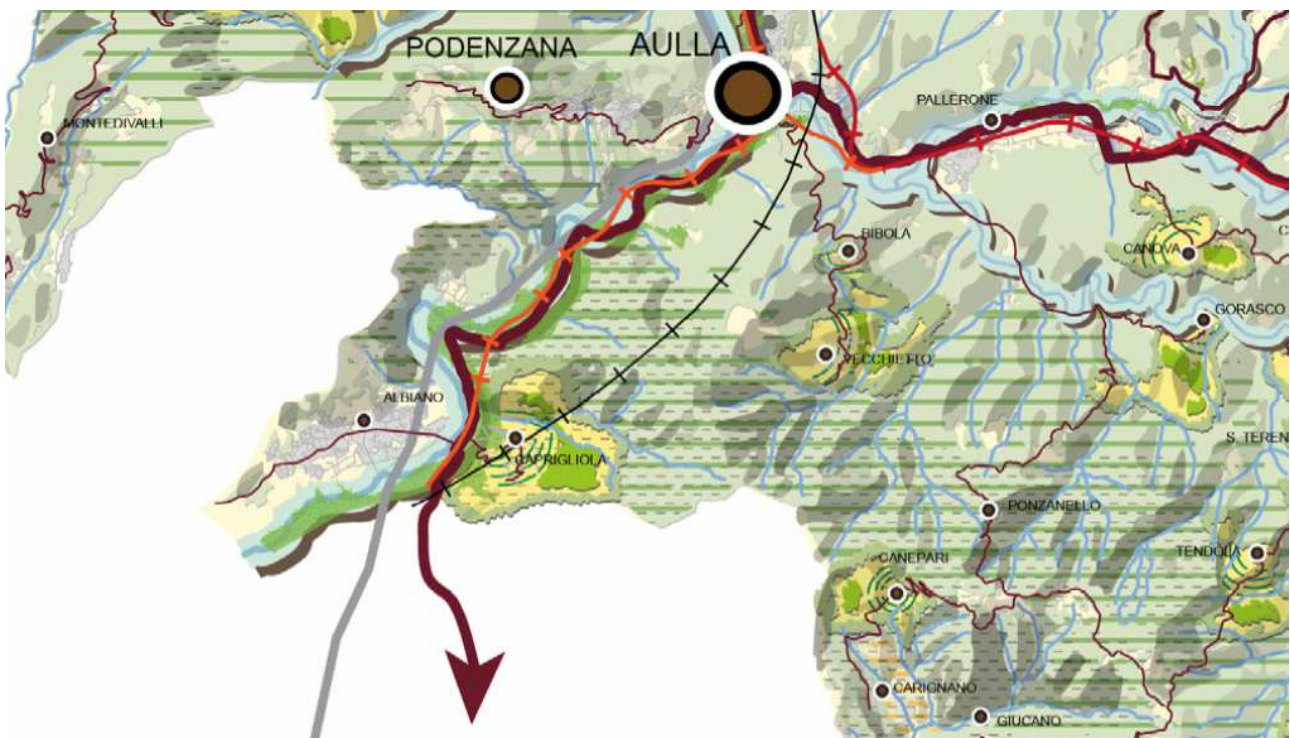 PODENZANA
AULLA
MONTEDIVALLI
PALLERONE
BIBOLA
CANOVA
C
GORASCO
VECCHIETTO
ALBIANO
CAPRIGLIOLA
S. TEREN
PONZANELLO
TENDOLA
CANEPARI
CARIGNANO
GIUCANO